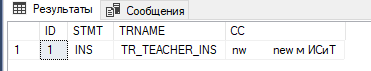 Результаты Сообщения
ID STMT TRNAME CC
1 1 INS TR_TEACHER_INS nw new м ИСиТ